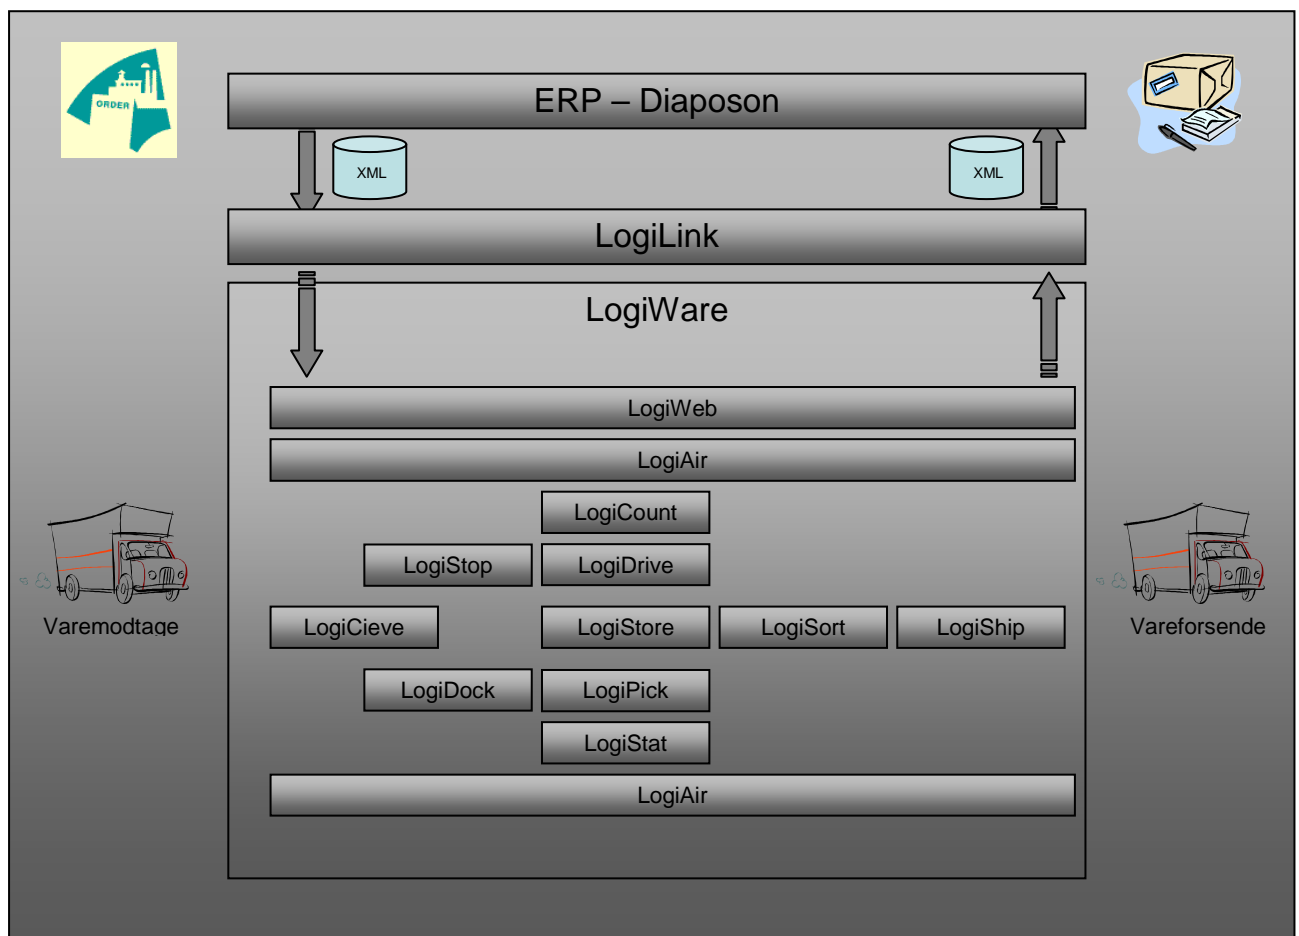 ORDER
ERP – Diaposon
XML
XML
LogiLink
LogiWare
LogiWeb
LogiAir
LogiCount
LogiStop
LogiDrive
Varemodtage
LogiCieve
LogiStore
LogiSort
LogiShip
Vareforsende
LogiDock
LogiPick
LogiStat
LogiAir